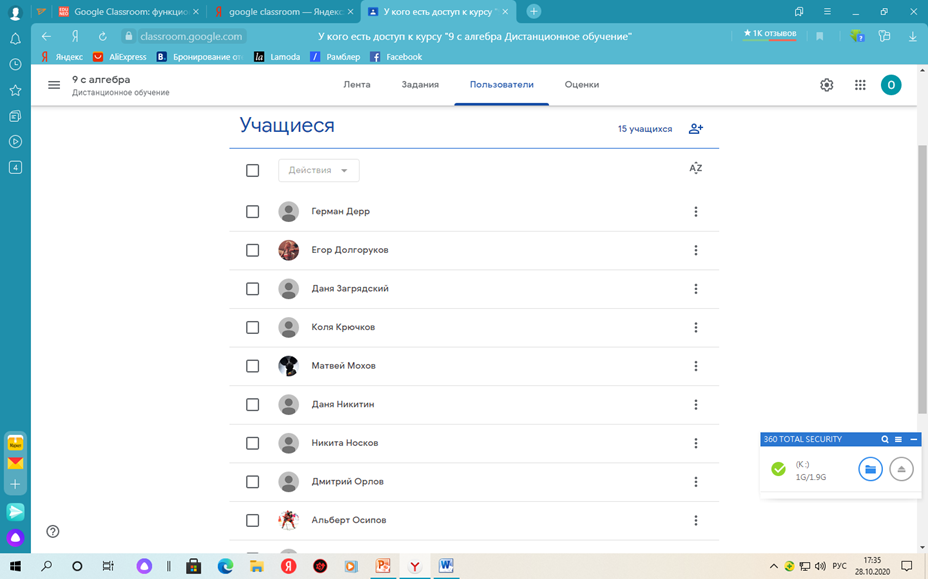 Google Classroom: функцио
google classroom — Яндекс
У кого есть доступ к курсу "
classroom.google.com
У кого есть доступ к курсу "9 с алгебра Дистанционное обучение"
★ 1K отзывов
Яндекс
AliExpress
Бронирование от
Lamoda
Рамблер
Facebook
9 с алгебра
Дистанционное обучение
Лента
Задания
Пользователи
Оценки
O
Учащиеся
15 учащихся
Действия
AZ
Герман Дерр
Егор Долгоруков
Даня Загрядский
Коля Крючков
Матвей Мохов
Даня Никитин
Никита Носков
Дмитрий Орлов
Альберт Осипов
4
360 TOTAL SECURITY
(K:)
1G/1.9G
РУС
17:35
28.10.2020